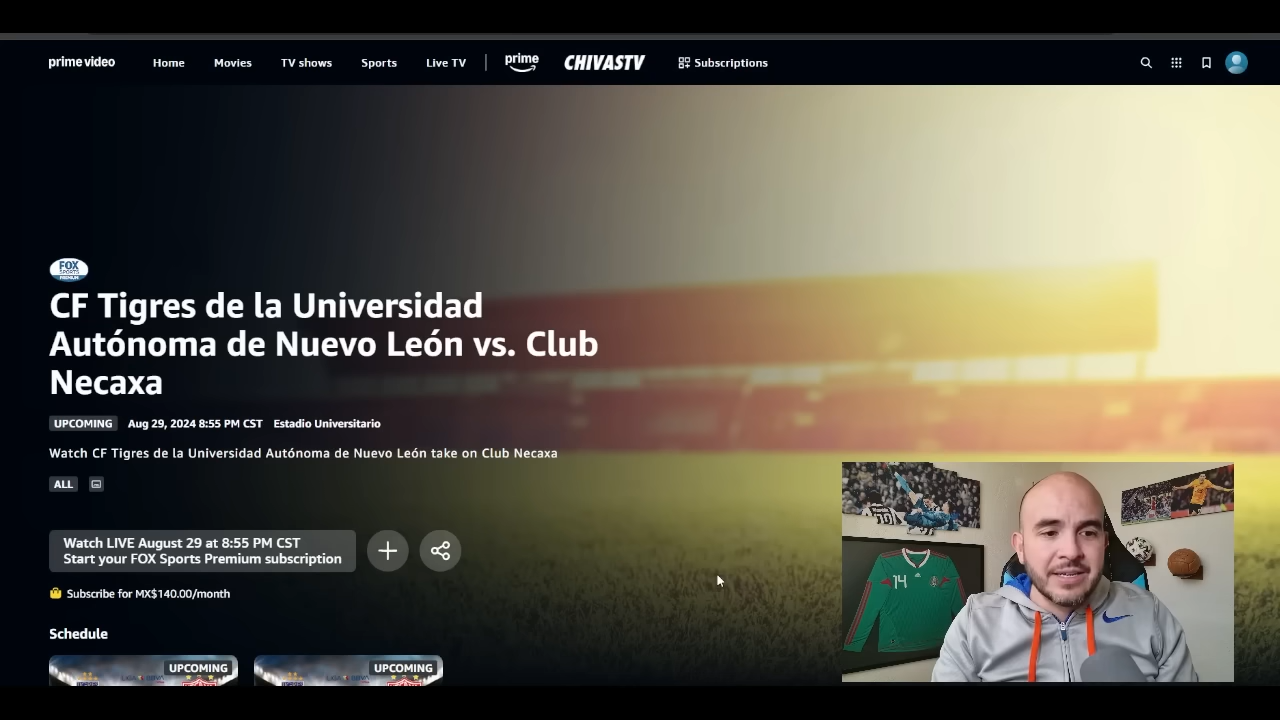 prime video
Home
Movies
TV shows
Sports
Live TV
prime
CHIVASTV
Subscriptions
FOX
SPORTS
PREMIUM
CF Tigres de la Universidad
Autónoma de Nuevo León vs. Club
Necaxa
UPCOMING
Aug 29, 2024 8:55 PM CST
Estadio Universitario
Watch CF Tigres de la Universidad Autónoma de Nuevo León take on Club Necaxa
ALL
Watch LIVE August 29 at 8:55 PM CST
Start your FOX Sports Premium subscription
Subscribe for MX$140.00/month
Schedule
UPCOMING
UPCOMING
14
10